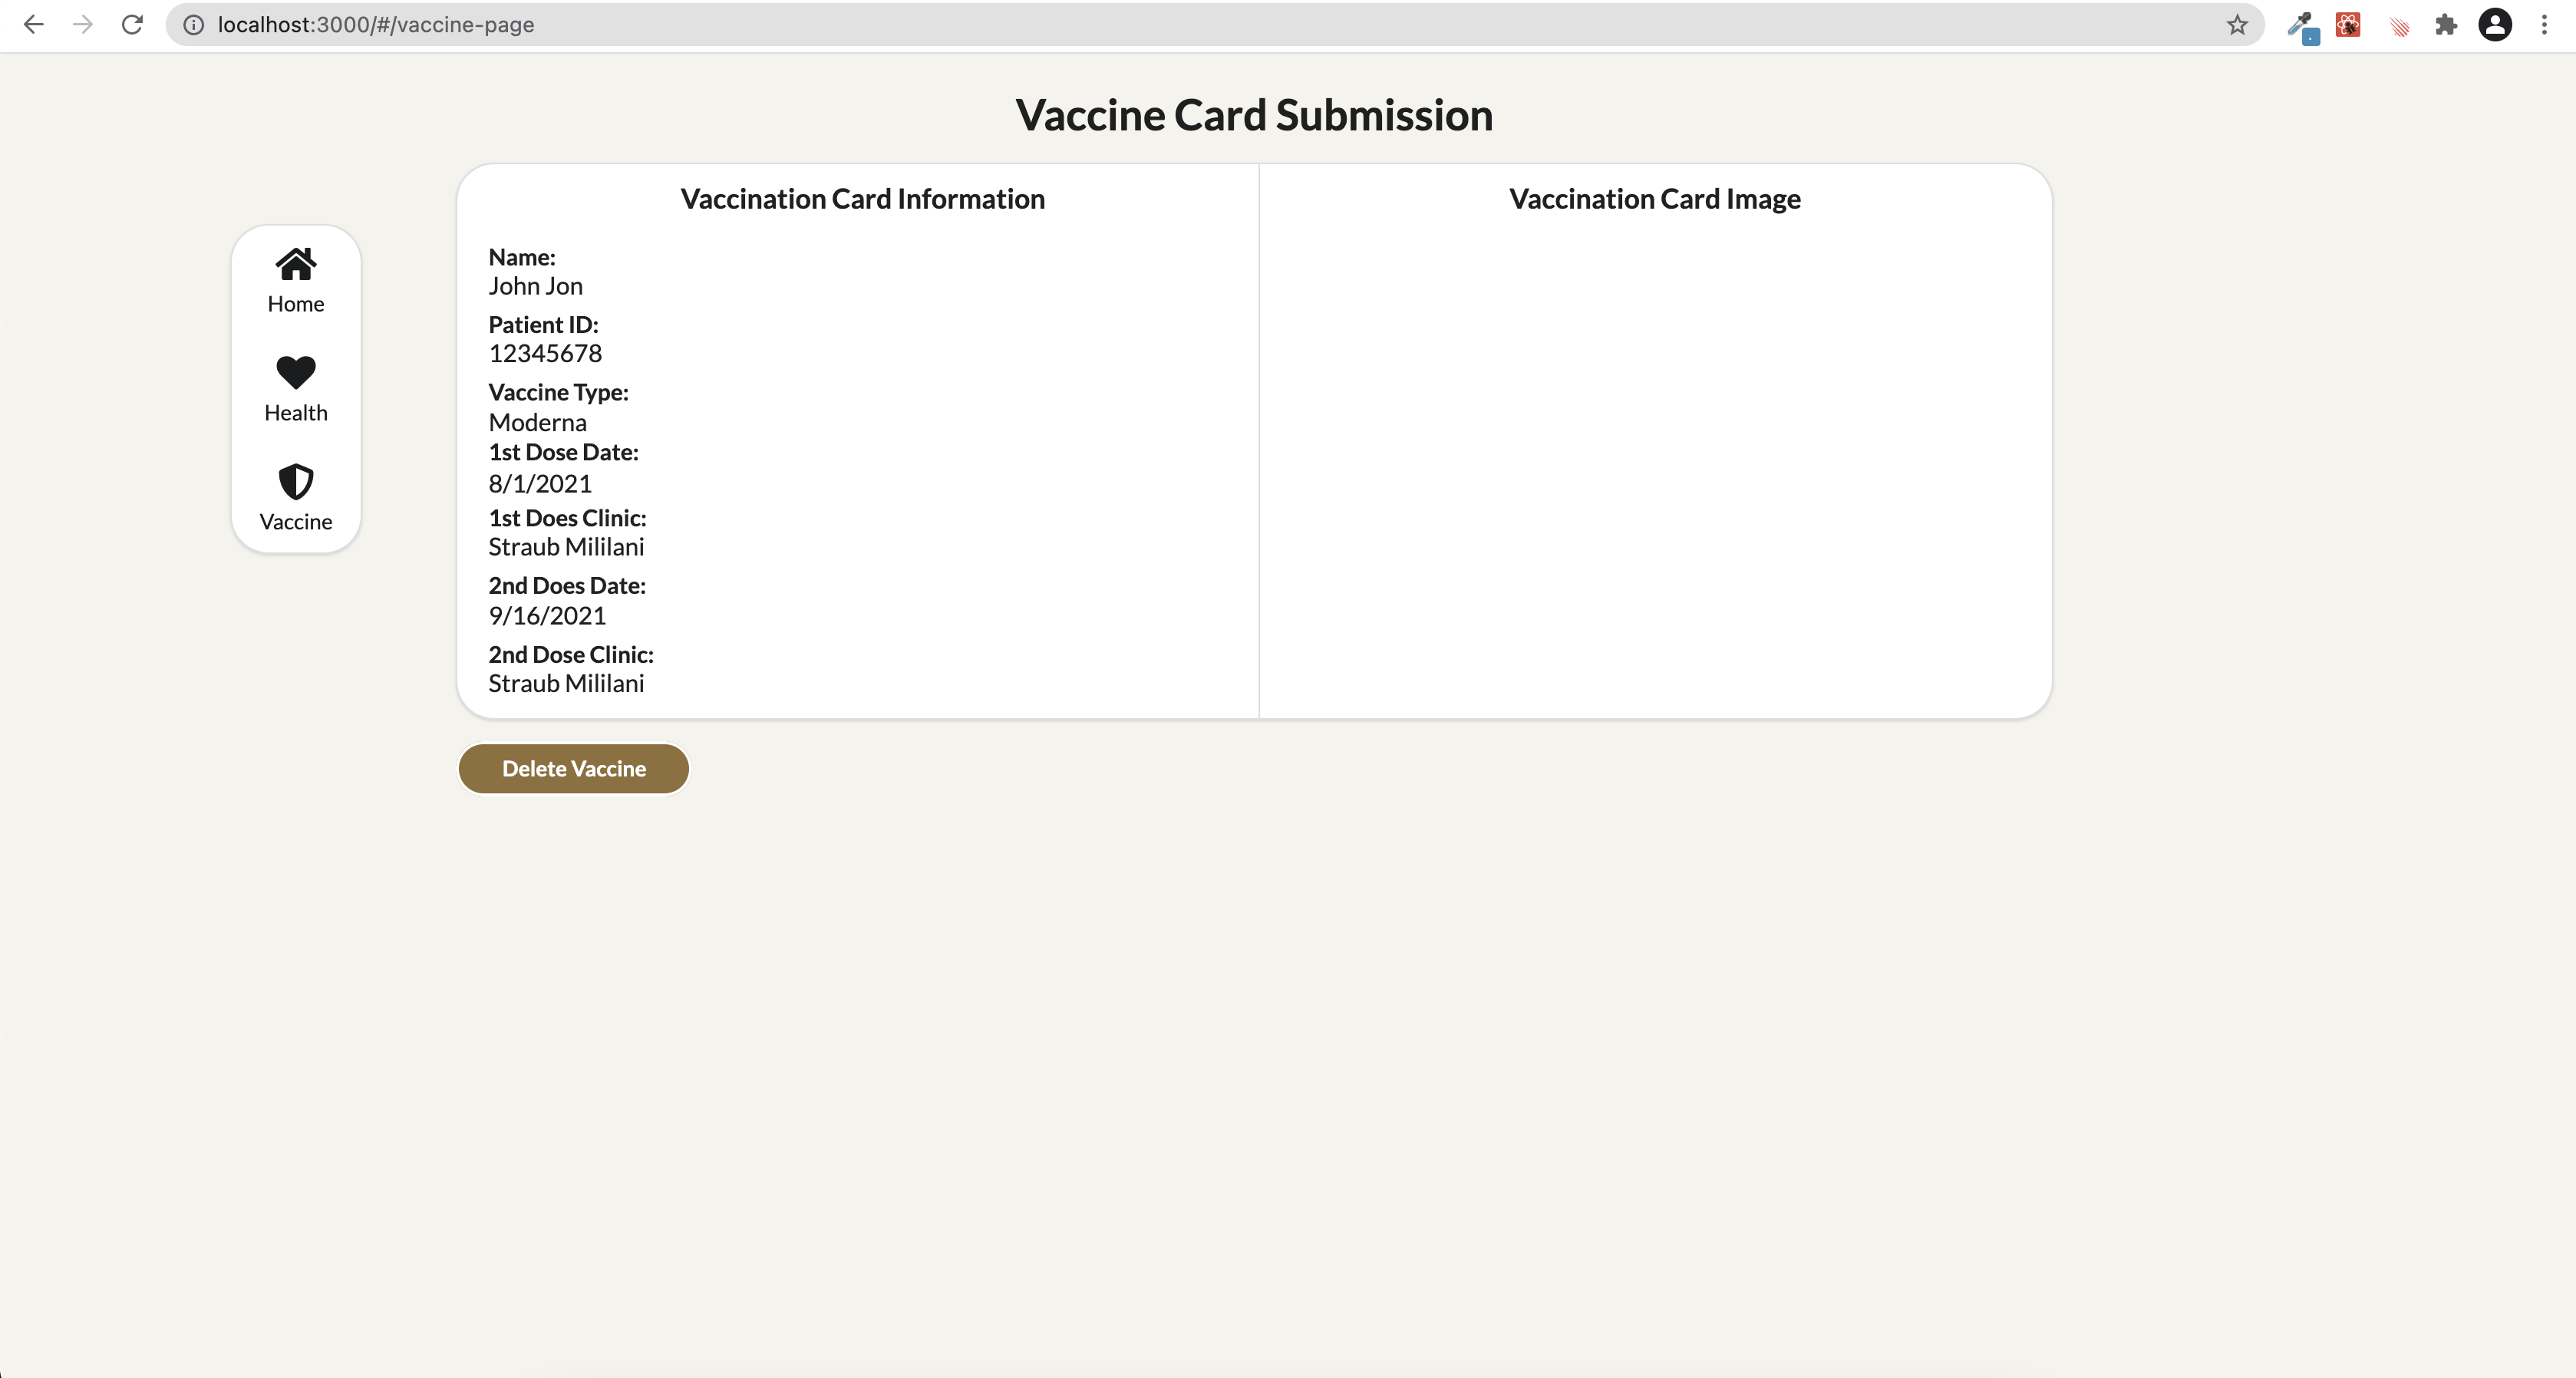 localhost:3000/#/vaccine-page
Vaccine Card Submission
Home
Health
Vaccine
Vaccination Card Information
Name:
John Jon
Patient ID:
12345678
Vaccine Type:
Moderna
1st Dose Date:
8/1/2021
1st Does Clinic:
Straub Mililani
2nd Does Date:
9/16/2021
2nd Dose Clinic:
Straub Mililani
Vaccination Card Image
Delete Vaccine